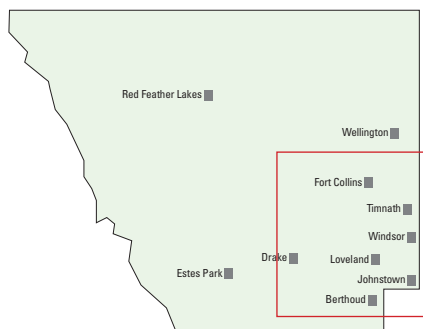 Red Feather Lakes
Wellington
Fort Collins
Timnath
Windsor
Drake
Loveland
Estes Park
Johnstown
Berthoud